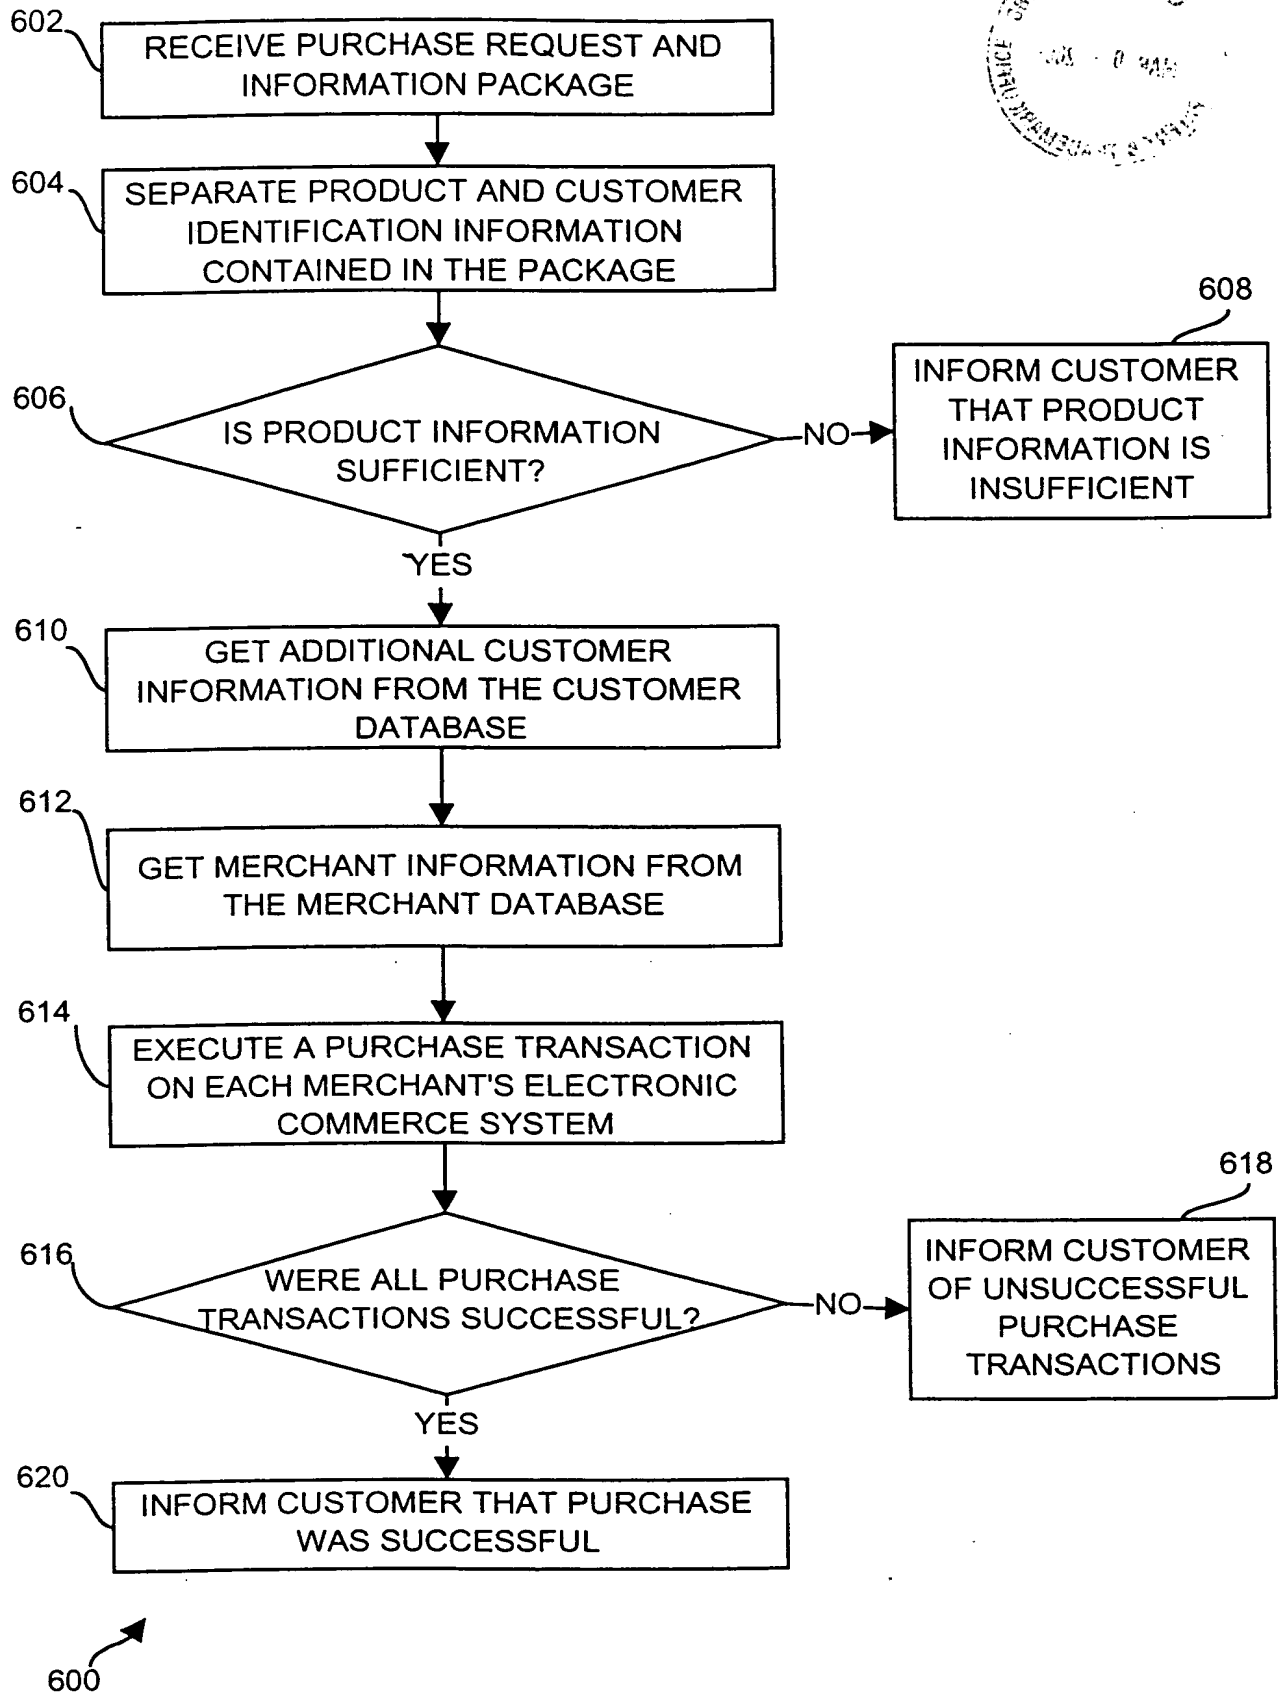 602
RECEIVE PURCHASE REQUEST AND
INFORMATION PACKAGE
604
SEPARATE PRODUCT AND CUSTOMER
IDENTIFICATION INFORMATION
CONTAINED IN THE PACKAGE
606
IS PRODUCT INFORMATION
SUFFICIENT?
NO
608
INFORM CUSTOMER
THAT PRODUCT
INFORMATION IS
INSUFFICIENT
YES
610
GET ADDITIONAL CUSTOMER
INFORMATION FROM THE CUSTOMER
DATABASE
612
GET MERCHANT INFORMATION FROM
THE MERCHANT DATABASE
614
EXECUTE A PURCHASE TRANSACTION
ON EACH MERCHANT'S ELECTRONIC
COMMERCE SYSTEM
616
WERE ALL PURCHASE
TRANSACTIONS SUCCESSFUL?
NO
618
INFORM CUSTOMER
OF UNSUCCESSFUL
PURCHASE
TRANSACTIONS
YES
620
INFORM CUSTOMER THAT PURCHASE
WAS SUCCESSFUL
600